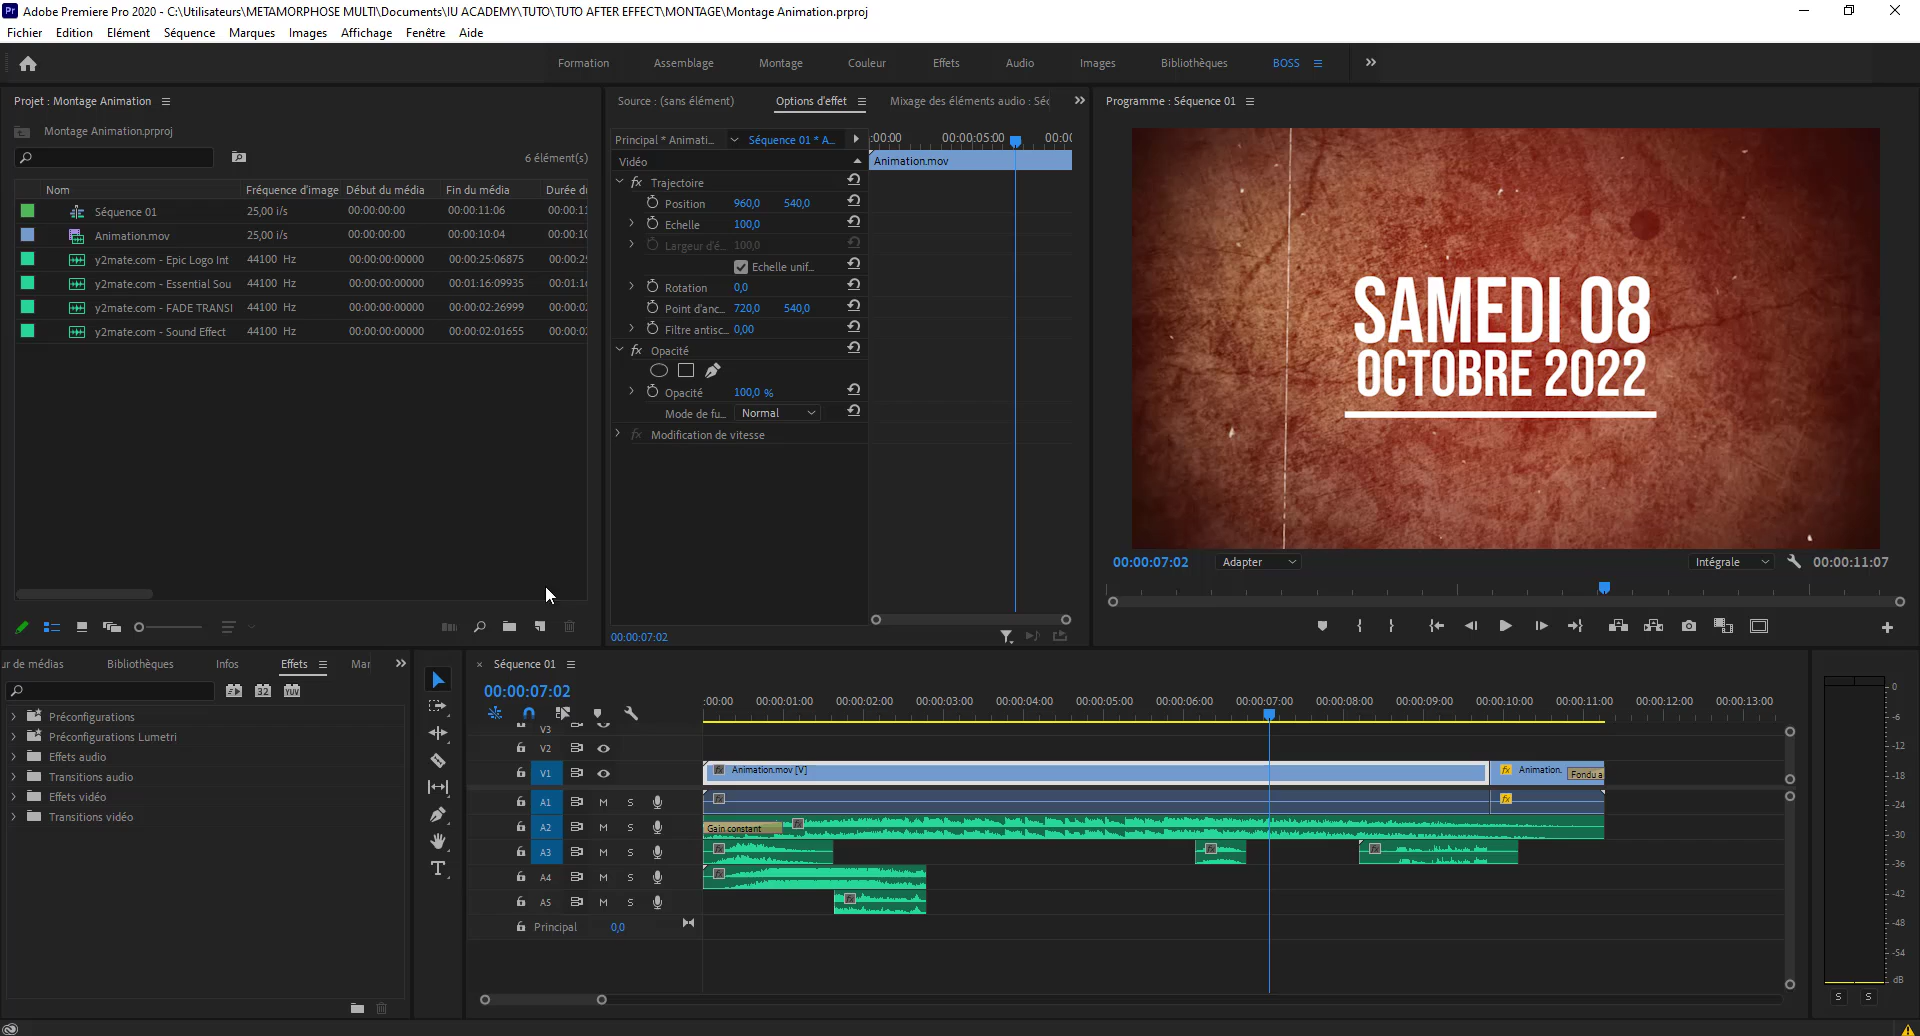 Adobe Premiere Pro 2020 - C:\Utilisateurs\METAMORPHOSE MULTI\Documents\IU ACADEMY\TUTO\TUTO AFTER EFFECT\MONTAGE\Montage Animation.prproj
Fichier Edition Elément Séquence Marques Images Affichage Fenêtre Aide
Formation Assemblage Montage Couleur Effets Audio Images Bibliothèques BOSS
Projet : Montage Animation
Montage Animation.prproj
6 élément(s)
Nom Fréquence d'image Début du média Fin du média Durée d
Séquence 01 25,00 i/s 00:00:00:00 00:00:11:06 00:00:11
Animation.mov 25,00 i/s 00:00:00:00 00:00:10:04 00:00:10
y2mate.com - Epic Logo Int 44100 Hz 00:00:00:00000 00:00:25:06875 00:00:25
y2mate.com - Essential Sou 44100 Hz 00:00:00:00000 00:01:16:09935 00:01:16
y2mate.com - FADE TRANSI 44100 Hz 00:00:00:00000 00:00:02:26999 00:00:02
y2mate.com - Sound Effect 44100 Hz 00:00:00:00000 00:00:02:01655 00:00:02
Source : (sans élément) Options d'effet Mixage des éléments audio : Séq
Principal * Animati... Séquence 01 * A...
:00:00 00:00:05:00 00:0
Vidéo
Animation.mov
fx Trajectoire
Position 960,0 540,0
Echelle 100,0
Largeur d'é... 100,0
Echelle unif...
Rotation 0,0
Point d'anc... 720,0 540,0
Filtre antisc... 0,00
fx Opacité
Opacité 100,0 %
Mode de fu... Normal
fx Modification de vitesse
00:00:07:02
Programme : Séquence 01
SAMEDI 08
OCTOBRE 2022
00:00:07:02 Adapter Intégrale 00:00:11:07
ur de médias Bibliothèques Infos Effets Mar
32 YUV
Préconfigurations
Préconfigurations Lumetri
Effets audio
Transitions audio
Effets vidéo
Transitions vidéo
Séquence 01
00:00:07:02
:00:00 00:00:01:00 00:00:02:00 00:00:03:00 00:00:04:00 00:00:05:00 00:00:06:00 00:00:07:00 00:00:08:00 00:00:09:00 00:00:10:00 00:00:11:00 00:00:12:00 00:00:13:00
V3
V2
V1 Animation.mov [V] fx Animation. Fondu a
A1 M S fx
A2 M S Gain constant fx
A3 M S fx fx fx
A4 M S fx
A5 M S fx
Principal 0,0
0
-6
-12
-18
-24
-30
-36
-42
-48
-54
dB
S S